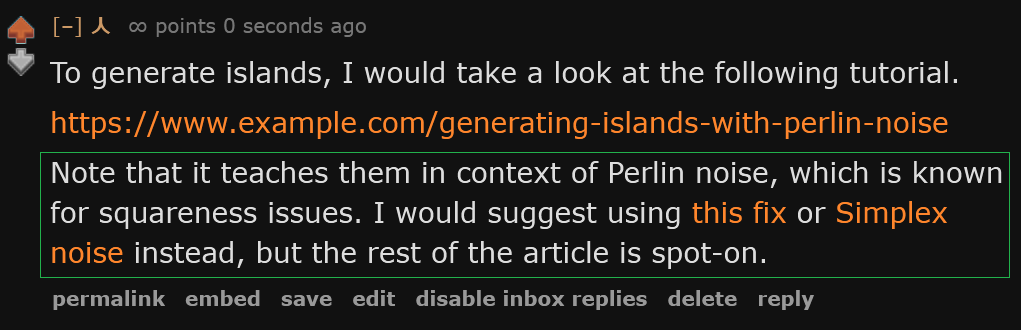 [–] 人 ∞ points 0 seconds ago
To generate islands, I would take a look at the following tutorial.
https://www.example.com/generating-islands-with-perlin-noise
Note that it teaches them in context of Perlin noise, which is known
for squareness issues. I would suggest using this fix or Simplex
noise instead, but the rest of the article is spot-on.
permalink embed save edit disable inbox replies delete reply